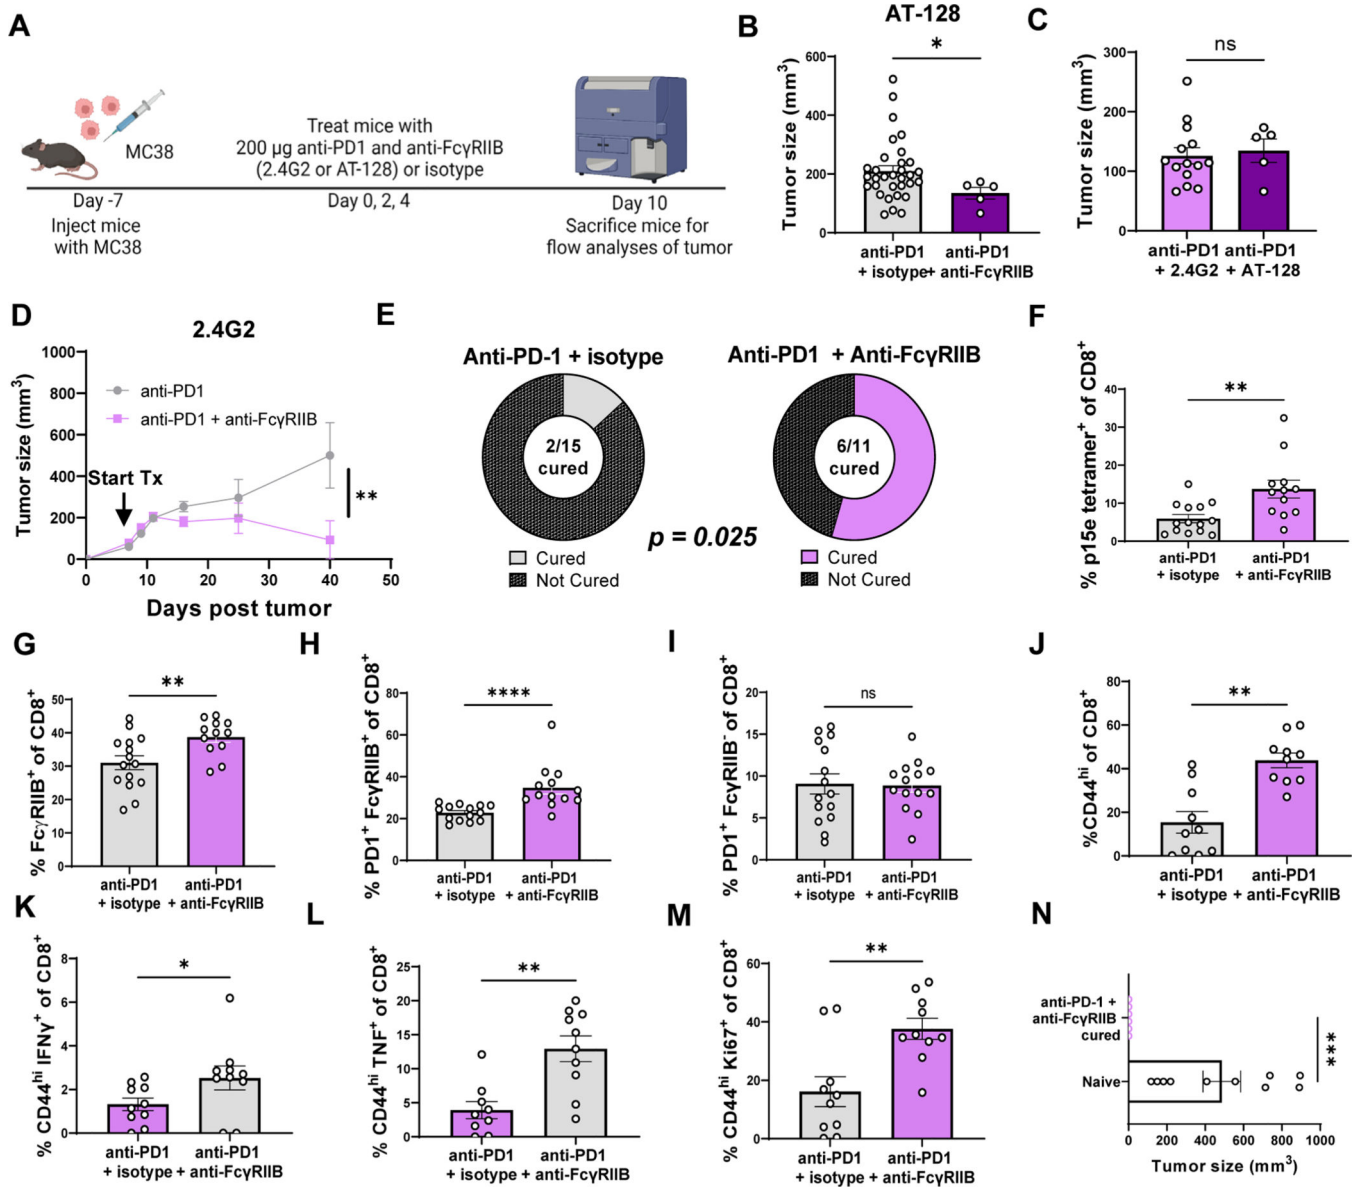 A
MC38
Treat mice with
200 µg anti-PD1 and anti-FcγRIIB
(2.4G2 or AT-128) or isotype
Day -7
Inject mice
with MC38
Day 0, 2, 4
Day 10
Sacrifice mice for
flow analyses of tumor
B
AT-128
Tumor size (mm³)
600
400
200
0
*
anti-PD1
+ isotype
anti-PD1
+ anti-FcγRIIB
C
Tumor size (mm³)
300
200
100
0
ns
anti-PD1
+ 2.4G2
anti-PD1
+ AT-128
D
2.4G2
Tumor size (mm³)
1000
800
600
400
200
0
anti-PD1
anti-PD1 + anti-FcγRIIB
Start Tx
**
0 10 20 30 40 50
Days post tumor
E
Anti-PD-1 + isotype
2/15
cured
Cured
Not Cured
p = 0.025
Anti-PD1 + Anti-FcγRIIB
6/11
cured
Cured
Not Cured
F
% p15e tetramer⁺ of CD8⁺
40
30
20
10
0
**
anti-PD1
+ isotype
anti-PD1
+ anti-FcγRIIB
G
% FcγRIIB⁺ of CD8⁺
50
40
30
20
10
0
**
anti-PD1
+ isotype
anti-PD1
+ anti-FcγRIIB
H
% PD1⁺ FcγRIIB⁺ of CD8⁺
80
60
40
20
0
****
anti-PD1
+ isotype
anti-PD1
+ anti-FcγRIIB
I
% PD1⁺ FcγRIIB⁻ of CD8⁺
20
15
10
5
0
ns
anti-PD1
+ isotype
anti-PD1
+ anti-FcγRIIB
J
%CD44ʰⁱ of CD8⁺
80
60
40
20
0
**
anti-PD1
+ isotype
anti-PD1
+ anti-FcγRIIB
K
% CD44ʰⁱ IFNγ⁺ of CD8⁺
8
6
4
2
0
*
anti-PD1
+ isotype
anti-PD1
+ anti-FcγRIIB
L
% CD44ʰⁱ TNF⁺ of CD8⁺
25
20
15
10
5
0
**
anti-PD1
+ isotype
anti-PD1
+ anti-FcγRIIB
M
% CD44ʰⁱ Ki67⁺ of CD8⁺
60
40
20
0
**
anti-PD1
+ isotype
anti-PD1
+ anti-FcγRIIB
N
anti-PD-1 +
anti-FcγRIIB
cured
Naive
***
0 200 400 600 800 1000
Tumor size (mm³)